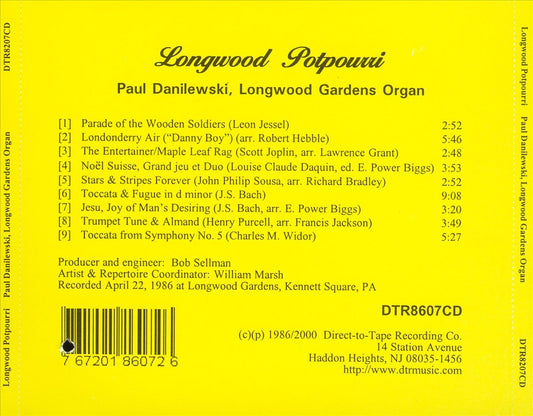 Longwood Potpourri
Paul Danilewski, Longwood Gardens Organ
[1] Parade of the Wooden Soldiers (Leon Jessel) 2:52
[2] Londonderry Air ("Danny Boy") (arr. Robert Hebble) 5:46
[3] The Entertainer/Maple Leaf Rag (Scott Joplin, arr. Lawrence Grant) 2:48
[4] Noël Suisse, Grand jeu et Duo (Louise Claude Daquin, ed. E. Power Biggs) 3:53
[5] Stars & Stripes Forever (John Philip Sousa, arr. Richard Bradley) 2:52
[6] Toccata & Fugue in d minor (J.S. Bach) 9:08
[7] Jesu, Joy of Man's Desiring (J.S. Bach, arr. E. Power Biggs) 3:20
[8] Trumpet Tune & Almand (Henry Purcell, arr. Francis Jackson) 3:49
[9] Toccata from Symphony No. 5 (Charles M. Widor) 5:27
Producer and engineer: Bob Sellman
Artist & Repertoire Coordinator: William Marsh
Recorded April 22, 1986 at Longwood Gardens, Kennett Square, PA
DTR8607CD
(c)(p) 1986/2000 Direct-to-Tape Recording Co.
14 Station Avenue
Haddon Heights, NJ 08035-1456
http://www.dtrmusic.com
7 67201 86072 6
Longwood Potpourri Paul Danilewski, Longwood Gardens Organ DTR8207CD
Longwood Potpourri Paul Danilewski, Longwood Gardens Organ DTR8207CD